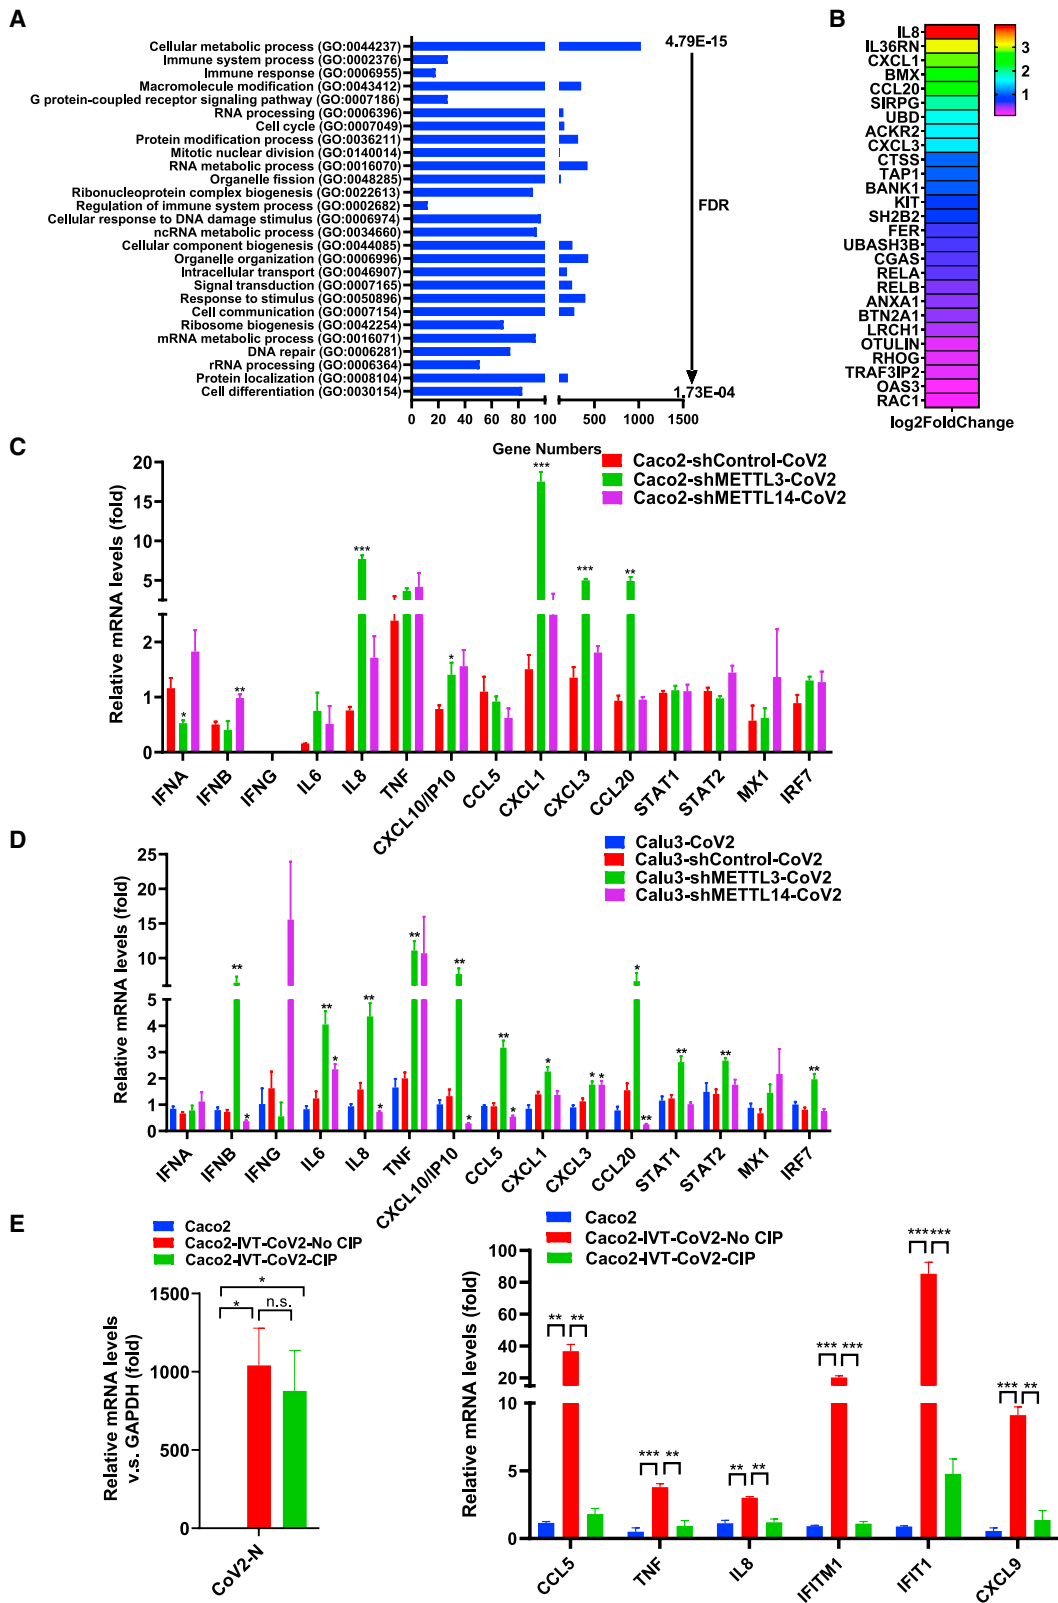 A
Cellular metabolic process (GO:0044237)
Immune system process (GO:0002376)
Immune response (GO:0006955)
Macromolecule modification (GO:0043412)
G protein-coupled receptor signaling pathway (GO:0007186)
RNA processing (GO:0006396)
Cell cycle (GO:0007049)
Protein modification process (GO:0036211)
Mitotic nuclear division (GO:0140014)
RNA metabolic process (GO:0016070)
Organelle fission (GO:0048285)
Ribonucleoprotein complex biogenesis (GO:0022613)
Regulation of immune system process (GO:0002682)
Cellular response to DNA damage stimulus (GO:0006974)
ncRNA metabolic process (GO:0034660)
Cellular component biogenesis (GO:0044085)
Organelle organization (GO:0006996)
Intracellular transport (GO:0046907)
Signal transduction (GO:0007165)
Response to stimulus (GO:0050896)
Cell communication (GO:0007154)
Ribosome biogenesis (GO:0042254)
mRNA metabolic process (GO:0016071)
DNA repair (GO:0006281)
rRNA processing (GO:0006364)
Protein localization (GO:0008104)
Cell differentiation (GO:0030154)
0 20 40 60 80 100 500 1000 1500
Gene Numbers
4.79E-15
FDR
1.73E-04
B
IL8
IL36RN
CXCL1
BMX
CCL20
SIRPG
UBD
ACKR2
CXCL3
CTSS
TAP1
BANK1
KIT
SH2B2
FER
UBASH3B
CGAS
RELA
RELB
ANXA1
BTN2A1
LRCH1
OTULIN
RHOG
TRAF3IP2
OAS3
RAC1
log2FoldChange
3
2
1
C
Caco2-shControl-CoV2
Caco2-shMETTL3-CoV2
Caco2-shMETTL14-CoV2
Relative mRNA levels (fold)
20
15
10
5
2
1
0
* ** *** * *** *** **
IFNA IFNB IFNG IL6 IL8 TNF CXCL10/IP10 CCL5 CXCL1 CXCL3 CCL20 STAT1 STAT2 MX1 IRF7
D
Calu3-CoV2
Calu3-shControl-CoV2
Calu3-shMETTL3-CoV2
Calu3-shMETTL14-CoV2
Relative mRNA levels (fold)
25
20
15
10
5
4
3
2
1
0
** * ** * ** * ** ** * ** * * * * * ** ** ** **
IFNA IFNB IFNG IL6 IL8 TNF CXCL10/IP10 CCL5 CXCL1 CXCL3 CCL20 STAT1 STAT2 MX1 IRF7
E
Caco2
Caco2-IVT-CoV2-No CIP
Caco2-IVT-CoV2-CIP
Relative mRNA levels
v.s. GAPDH (fold)
1500
1000
500
0
*
* n.s.
CoV2-N
Caco2
Caco2-IVT-CoV2-No CIP
Caco2-IVT-CoV2-CIP
Relative mRNA levels (fold)
100
80
60
40
20
10
5
0
** ** *** ** ** ** *** *** *** *** *** **
CCL5 TNF IL8 IFITM1 IFIT1 CXCL9